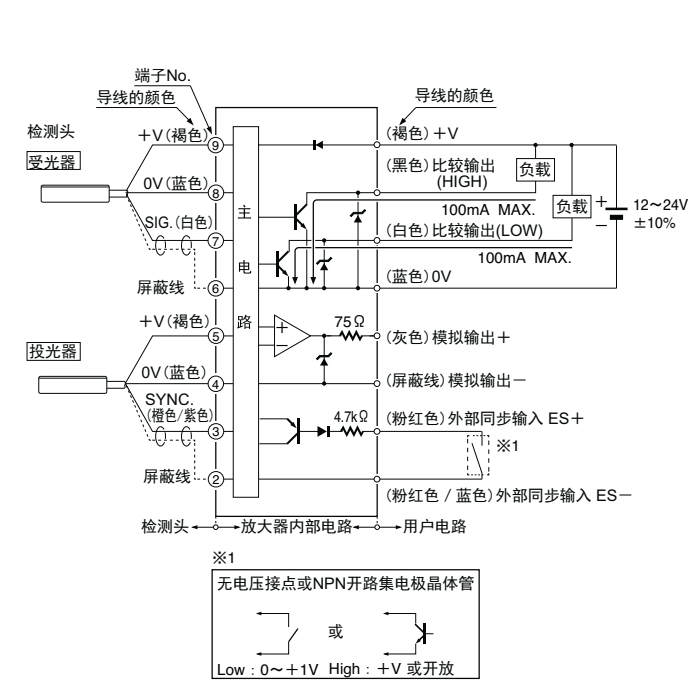 端子No.
导线的颜色
导线的颜色
检测头
受光器
+V(褐色)
⑨
(褐色)+V
0V(蓝色)
⑧
(黑色)比较输出
(HIGH)
负载
100mA MAX.
负载
+
−
12～24V
±10%
SIG.(白色)
⑦
(白色)比较输出(LOW)
100mA MAX.
屏蔽线
⑥
(蓝色)0V
主
电
路
投光器
+V(褐色)
⑤
+
−
75Ω
(灰色)模拟输出+
0V(蓝色)
④
(屏蔽线)模拟输出−
SYNC.
(橙色/紫色)
③
4.7kΩ
(粉红色)外部同步输入 ES+
※1
屏蔽线
②
(粉红色 / 蓝色)外部同步输入 ES−
检测头
放大器内部电路
用户电路
※1
无电压接点或NPN开路集电极晶体管
或
Low : 0～+1V High : +V 或开放